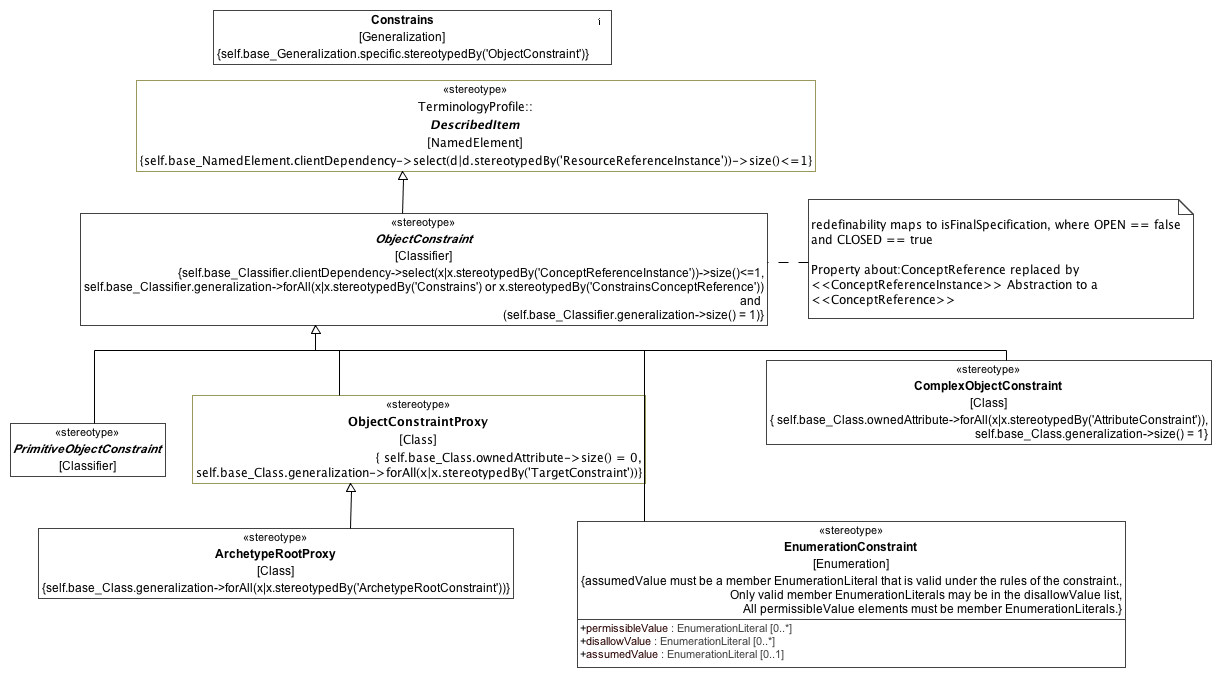 Constrains
[Generalization]
{self.base_Generalization.specific.stereotypedBy('ObjectConstraint')}
«stereotype»
TerminologyProfile::
DescribedItem
[NamedElement]
{self.base_NamedElement.clientDependency->select(d|d.stereotypedBy('ResourceReferenceInstance'))->size()<=1}
«stereotype»
ObjectConstraint
[Classifier]
{self.base_Classifier.clientDependency->select(x|x.stereotypedBy('ConceptReferenceInstance'))->size()<=1,
self.base_Classifier.generalization->forAll(x|x.stereotypedBy('Constrains') or x.stereotypedBy('ConstrainsConceptReference'))
and
(self.base_Classifier.generalization->size() = 1)}
redefinability maps to isFinalSpecification, where OPEN == false
and CLOSED == true
Property about:ConceptReference replaced by
<<ConceptReferenceInstance>> Abstraction to a
<<ConceptReference>>
«stereotype»
PrimitiveObjectConstraint
[Classifier]
«stereotype»
ObjectConstraintProxy
[Class]
{ self.base_Class.ownedAttribute->size() = 0,
self.base_Class.generalization->forAll(x|x.stereotypedBy('TargetConstraint'))}
«stereotype»
ComplexObjectConstraint
[Class]
{ self.base_Class.ownedAttribute->forAll(x|x.stereotypedBy('AttributeConstraint')),
self.base_Class.generalization->size() = 1}
«stereotype»
ArchetypeRootProxy
[Class]
{self.base_Class.generalization->forAll(x|x.stereotypedBy('ArchetypeRootConstraint'))}
«stereotype»
EnumerationConstraint
[Enumeration]
{assumedValue must be a member EnumerationLiteral that is valid under the rules of the constraint.,
Only valid member EnumerationLiterals may be in the disallowValue list,
All permissibleValue elements must be member EnumerationLiterals.}
+permissibleValue : EnumerationLiteral [0..*]
+disallowValue : EnumerationLiteral [0..*]
+assumedValue : EnumerationLiteral [0..1]